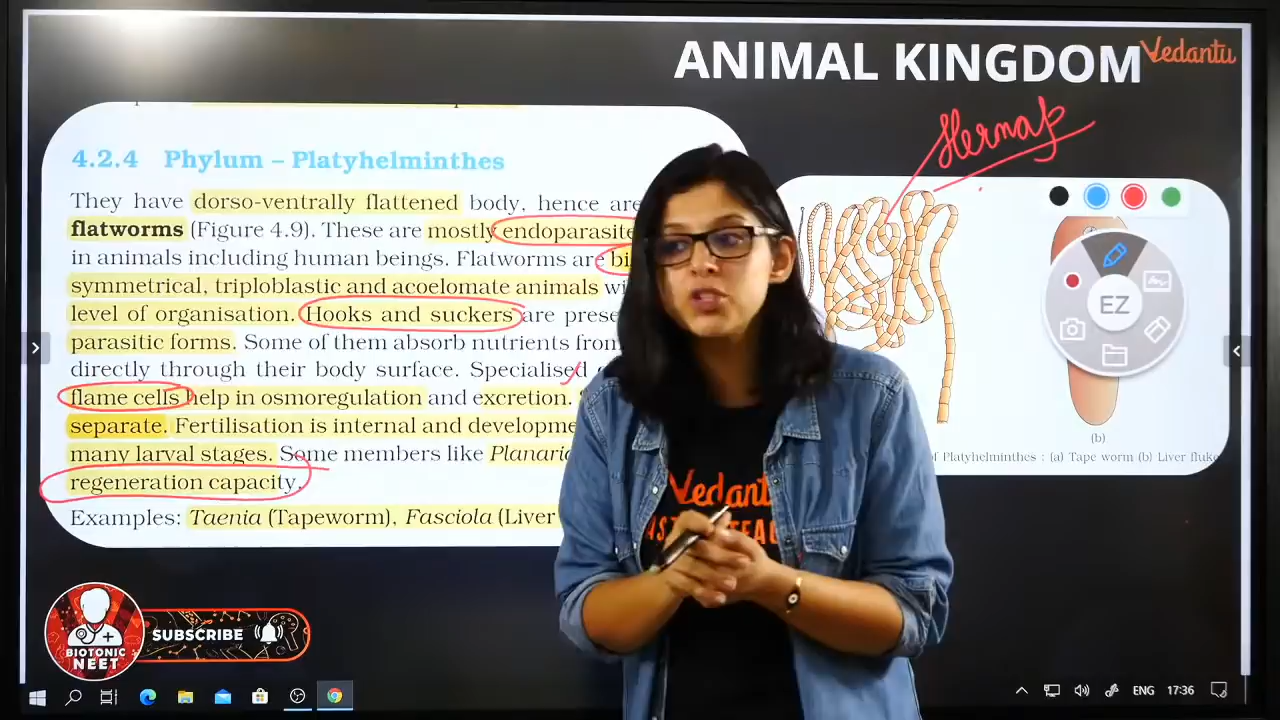 ANIMAL KINGDOM
Vedantu
Hernap
4.2.4 Phylum – Platyhelminthes
They have dorso-ventrally flattened body, hence are
flatworms (Figure 4.9). These are mostly endoparasite
in animals including human beings. Flatworms are bi
symmetrical, triploblastic and acoelomate animals wi
level of organisation. Hooks and suckers are prese
parasitic forms. Some of them absorb nutrients from
directly through their body surface. Specialised c
flame cells help in osmoregulation and excretion.
separate. Fertilisation is internal and developme
many larval stages. Some members like Planaria
regeneration capacity.
Examples: Taenia (Tapeworm), Fasciola (Liver
EZ
(b)
f Platyhelminthes : (a) Tape worm (b) Liver fluke
Vedant
BIOTONIC
NEET
SUBSCRIBE
ENG 17:36